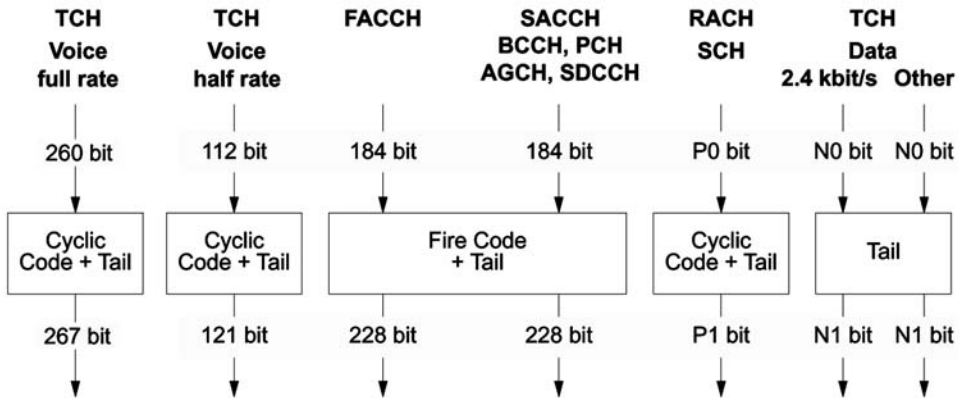 TCH TCH FACCH SACCH RACH TCH
Voice Voice BCCH, PCH SCH Data
full rate half rate AGCH, SDCCH 2.4 kbit/s Other
260 bit 112 bit 184 bit 184 bit P0 bit N0 bit N0 bit
Cyclic Cyclic Fire Code Cyclic Tail
Code + Tail Code + Tail + Tail Code + Tail
267 bit 121 bit 228 bit 228 bit P1 bit N1 bit N1 bit